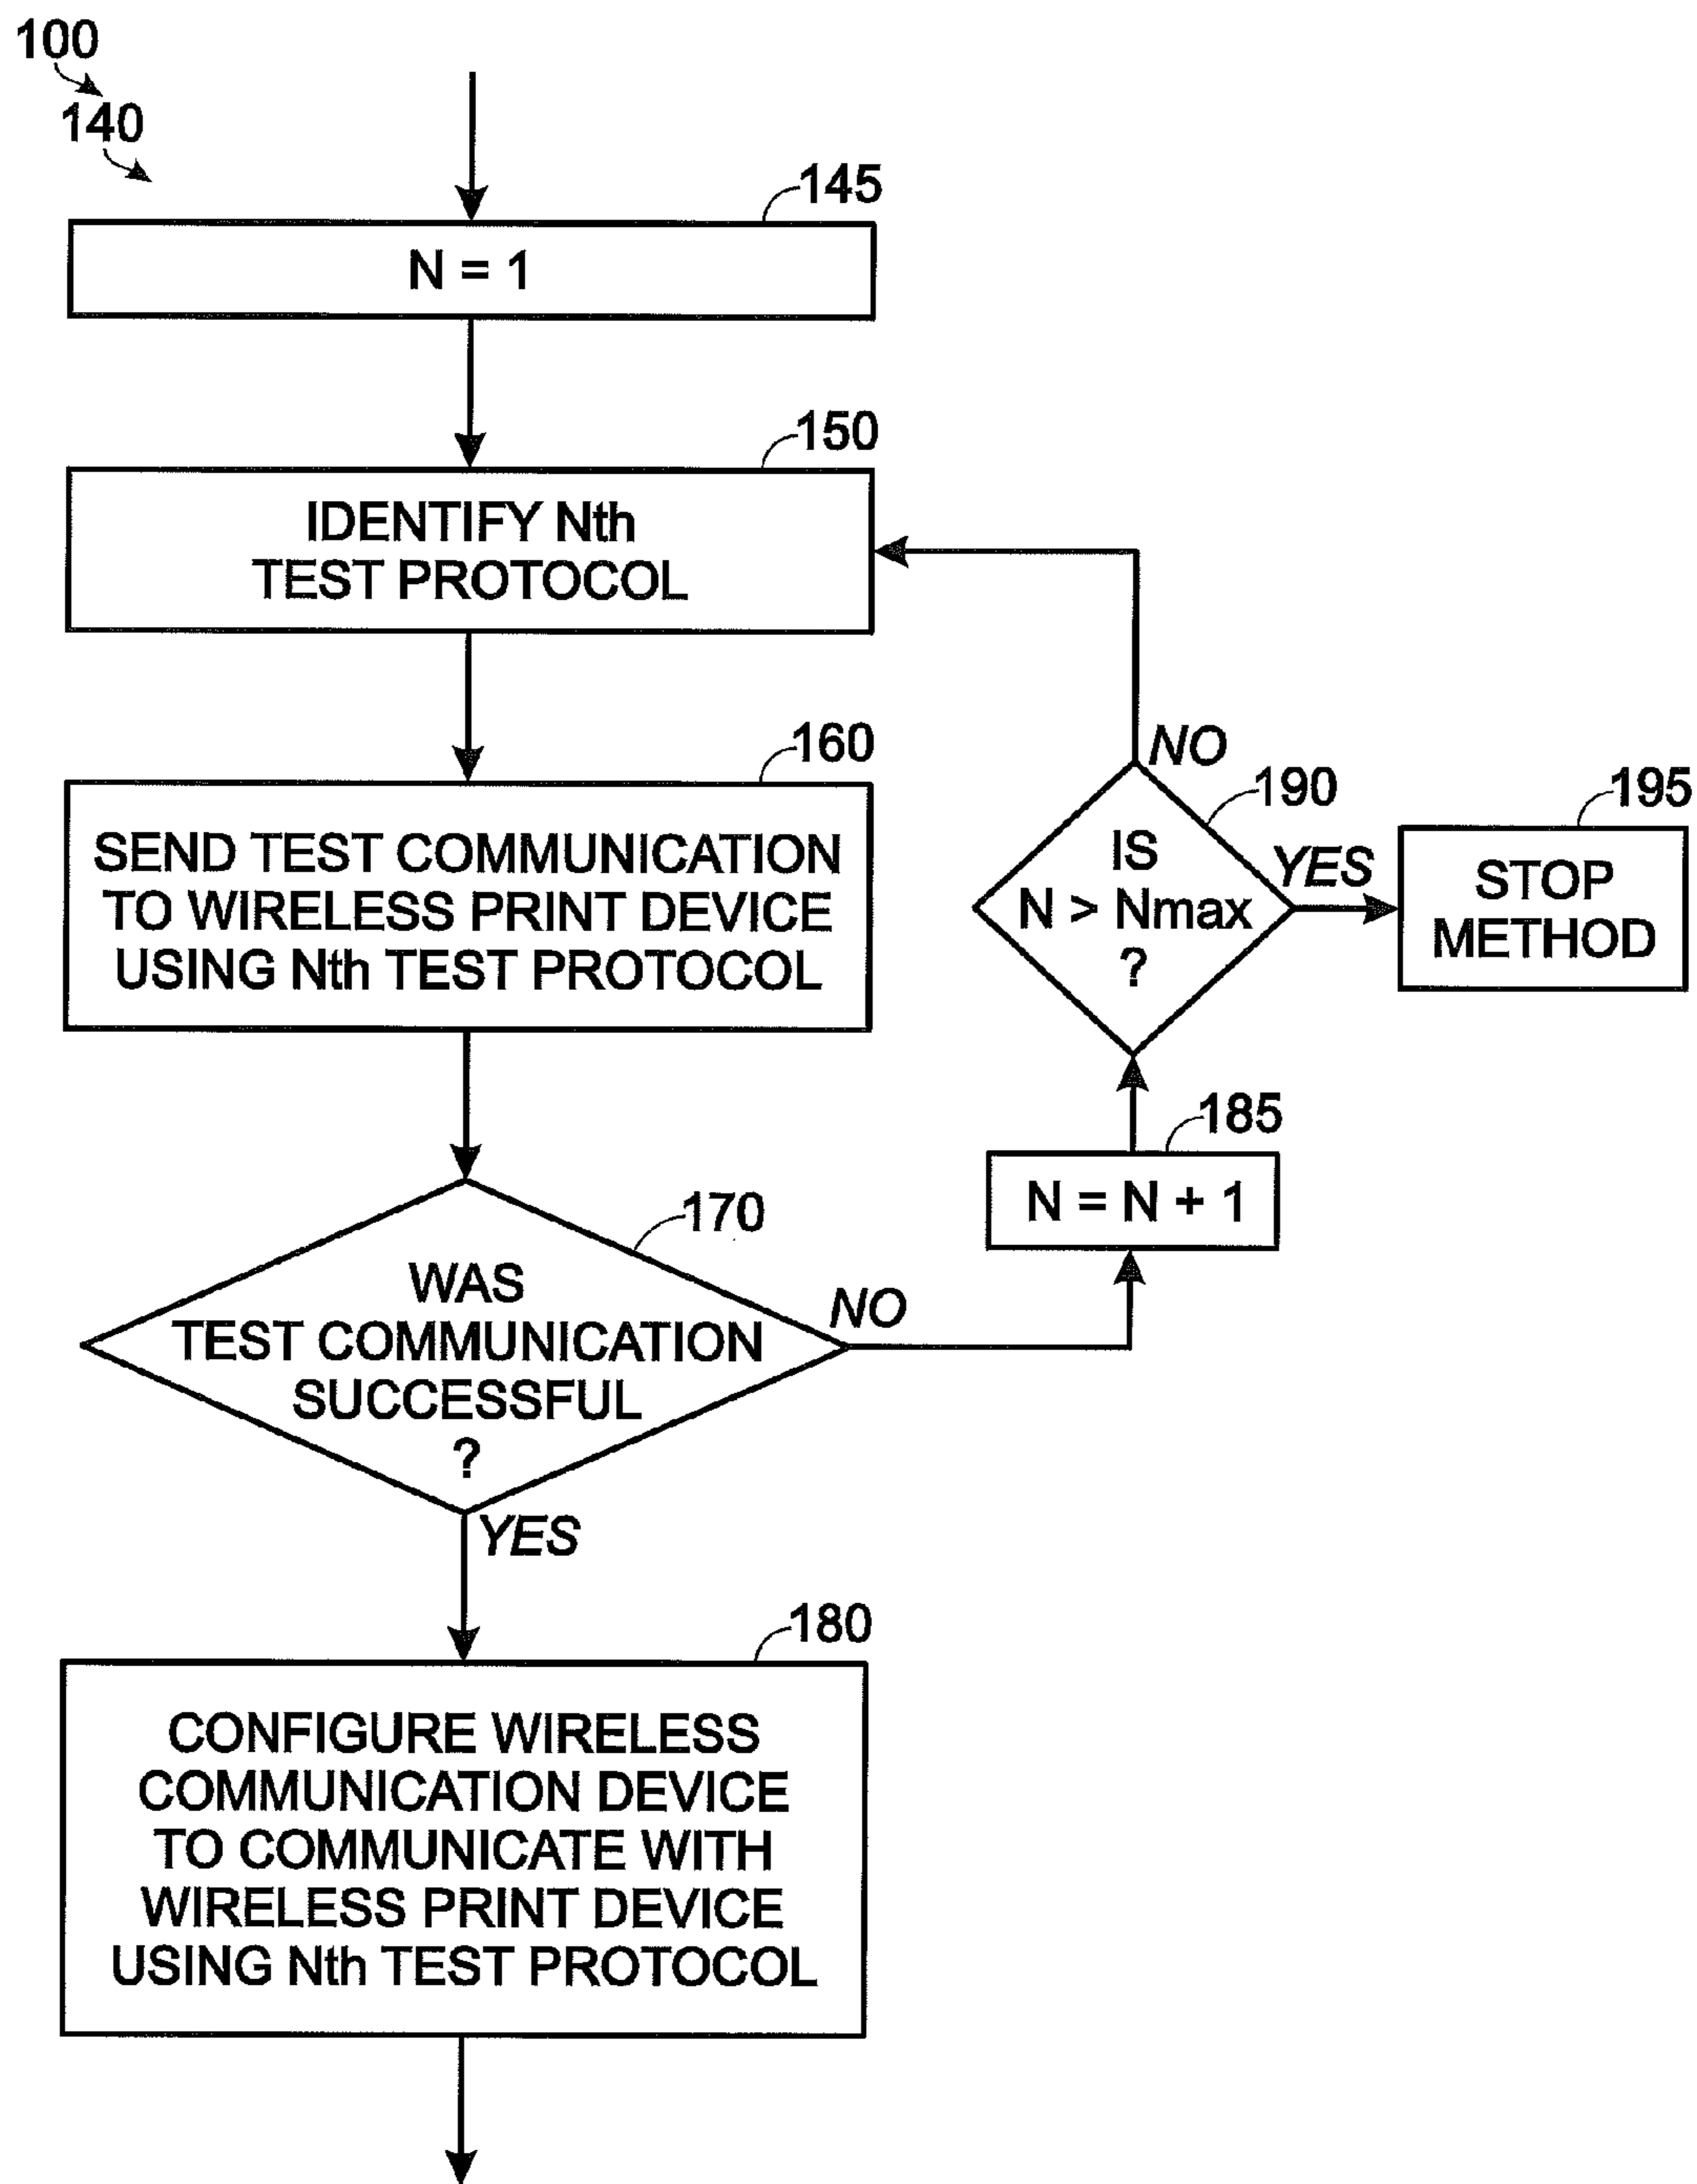 100
140
145
N = 1
150
IDENTIFY Nth
TEST PROTOCOL
160
SEND TEST COMMUNICATION
TO WIRELESS PRINT DEVICE
USING Nth TEST PROTOCOL
170
WAS
TEST COMMUNICATION
SUCCESSFUL
?
NO
YES
180
CONFIGURE WIRELESS
COMMUNICATION DEVICE
TO COMMUNICATE WITH
WIRELESS PRINT DEVICE
USING Nth TEST PROTOCOL
185
N = N + 1
190
IS
N > Nmax
?
NO
YES
195
STOP
METHOD